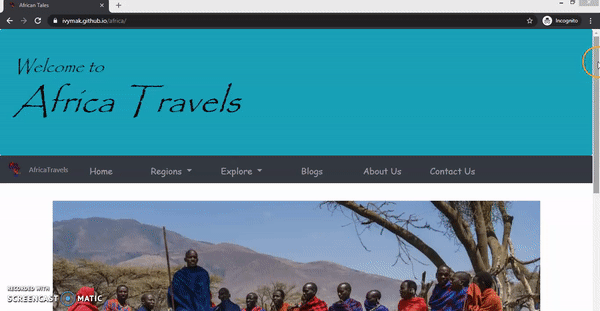 African Tales
ivymak.github.io/africa/
Incognito
Welcome to
Africa Travels
AfricaTravels
Home
Regions
Explore
Blogs
About Us
Contact Us
RECORDED WITH
SCREENCAST MATIC